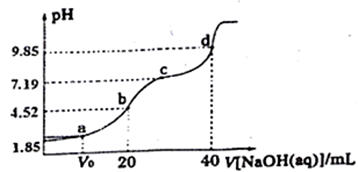 pH
9.85
d
7.19
c
4.52
b
a
1.85
V₀ 20 40 V[NaOH(aq)]/mL